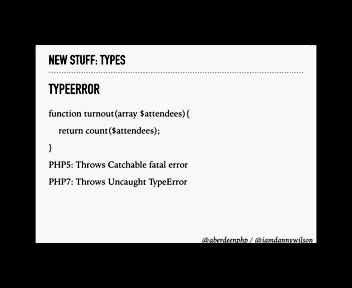 NEW STUFF: TYPES
TYPEERROR
function turnout(array $attendees){
return count($attendees);
}
PHP5: Throws Catchable fatal error
PHP7: Throws Uncaught TypeError
@aberdeenphp / @iamdannywilson